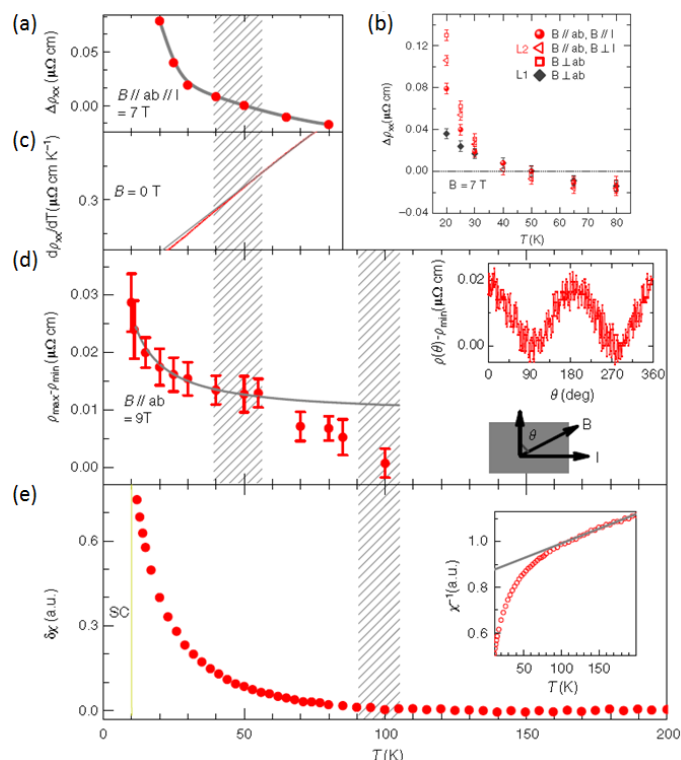 (a)
0.08
0.00
Δρxx(μΩ cm)
B // ab // I
= 7 T
(b)
0.12
0.08
0.04
0.00
−0.04
Δρxx(μΩ cm)
B // ab, B // I
L2 B // ab, B⊥I
B⊥ab
L1 B⊥ab
B = 7 T
20 30 40 50 60 70 80
T(K)
(c)
0.3
dρxx/dT(μΩ cm K⁻¹)
B = 0 T
(d)
0.03
0.02
0.01
0.00
ρmax-ρmin(μΩ cm)
B // ab
= 9T
0.02
0.00
ρ(θ)-ρmin(μΩ cm)
0 90 180 270 360
θ (deg)
θ
B
I
(e)
0.6
0.3
0.0
δχ (a.u.)
SC
1.0
0.8
0.6
χ⁻¹(a.u.)
50 100 150
T(K)
0 50 100 150 200
T(K)